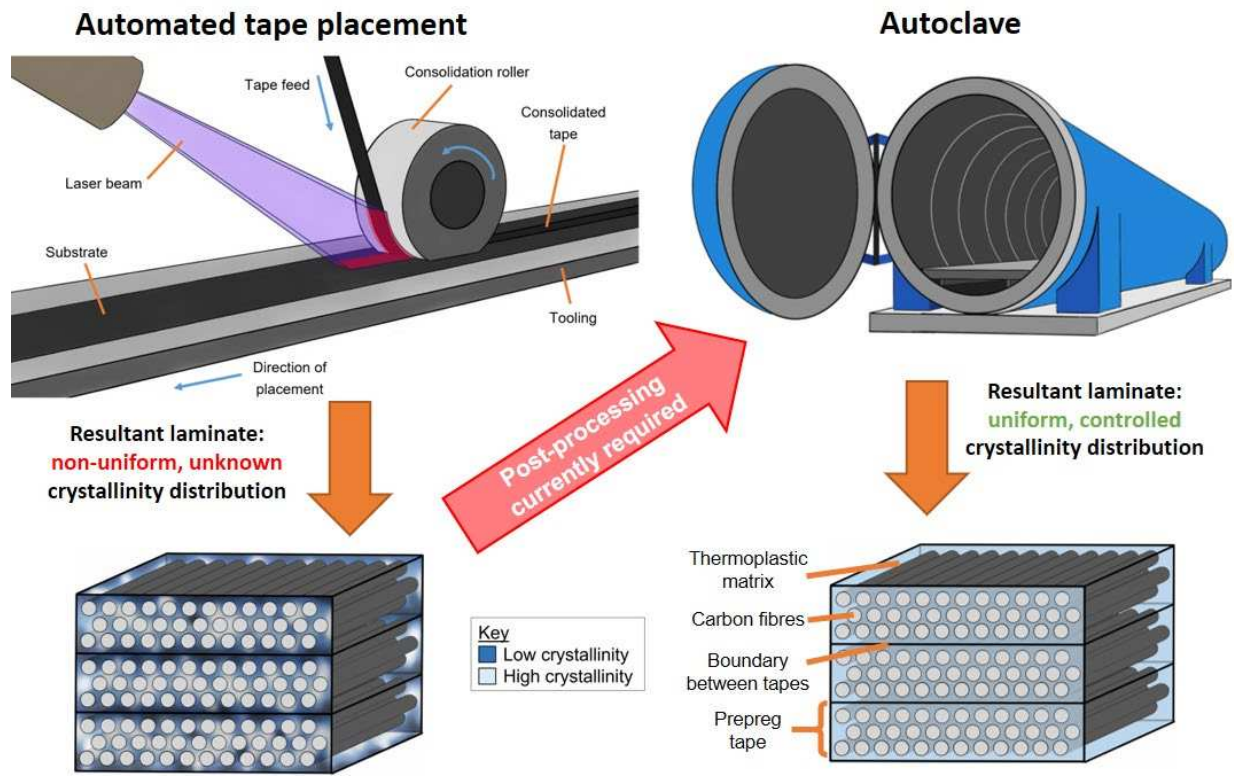 Automated tape placement
Tape feed
Consolidation roller
Consolidated
tape
Laser beam
Substrate
Tooling
Direction of
placement
Resultant laminate:
non-uniform, unknown
crystallinity distribution
Post-processing
currently required
Autoclave
Resultant laminate:
uniform, controlled
crystallinity distribution
Key
Low crystallinity
High crystallinity
Thermoplastic
matrix
Carbon fibres
Boundary
between tapes
Prepreg
tape